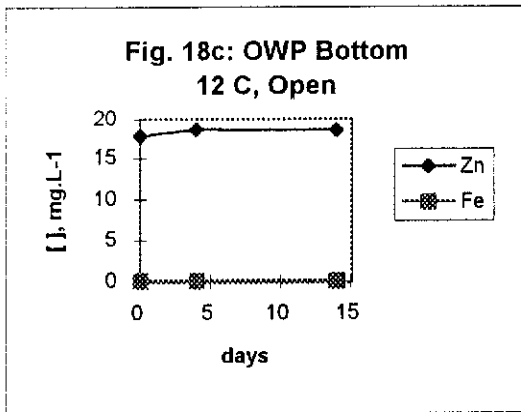 Fig. 18c: OWP Bottom
12 C, Open
[ ], mg.L-1
20
15
10
5
0
0 5 10 15
days
Zn
Fe